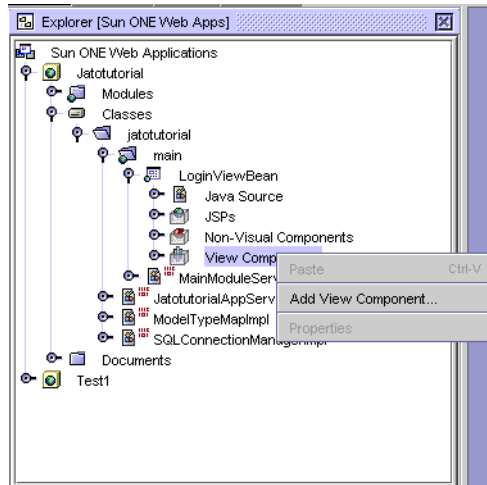 Explorer [Sun ONE Web Apps]
Sun ONE Web Applications
Jatotutorial
Modules
Classes
jatotutorial
main
LoginViewBean
Java Source
JSPs
Non-Visual Components
View Comp
Paste Ctrl-V
MainModuleServ
Add View Component...
JatotutorialAppServ
ModelTypeMapImpl
Properties
SQLConnectionManagerImpl
Documents
Test1